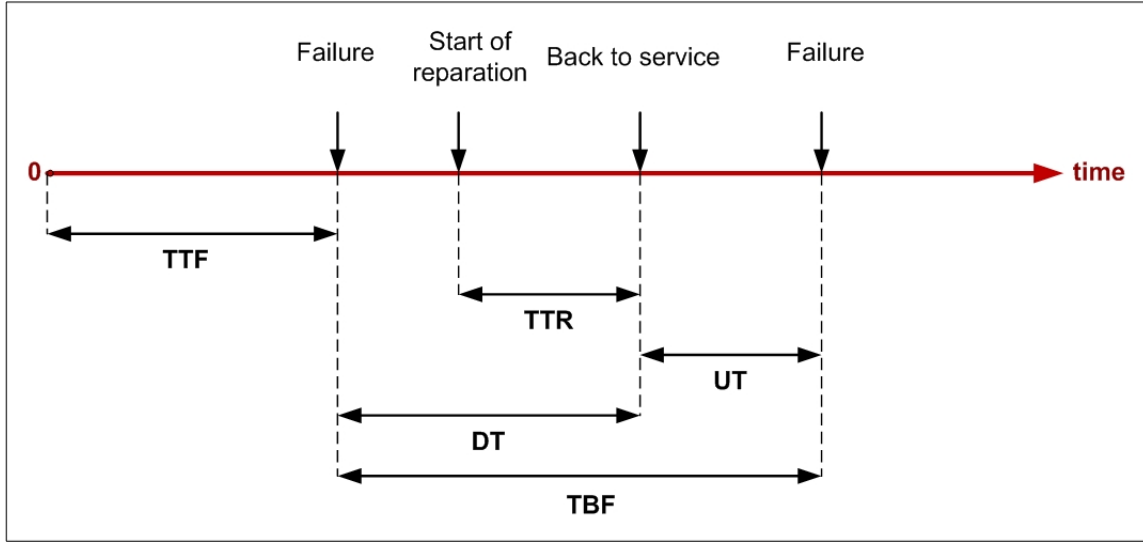 Failure
Start of
reparation
Back to service
Failure
0
time
TTF
TTR
UT
DT
TBF